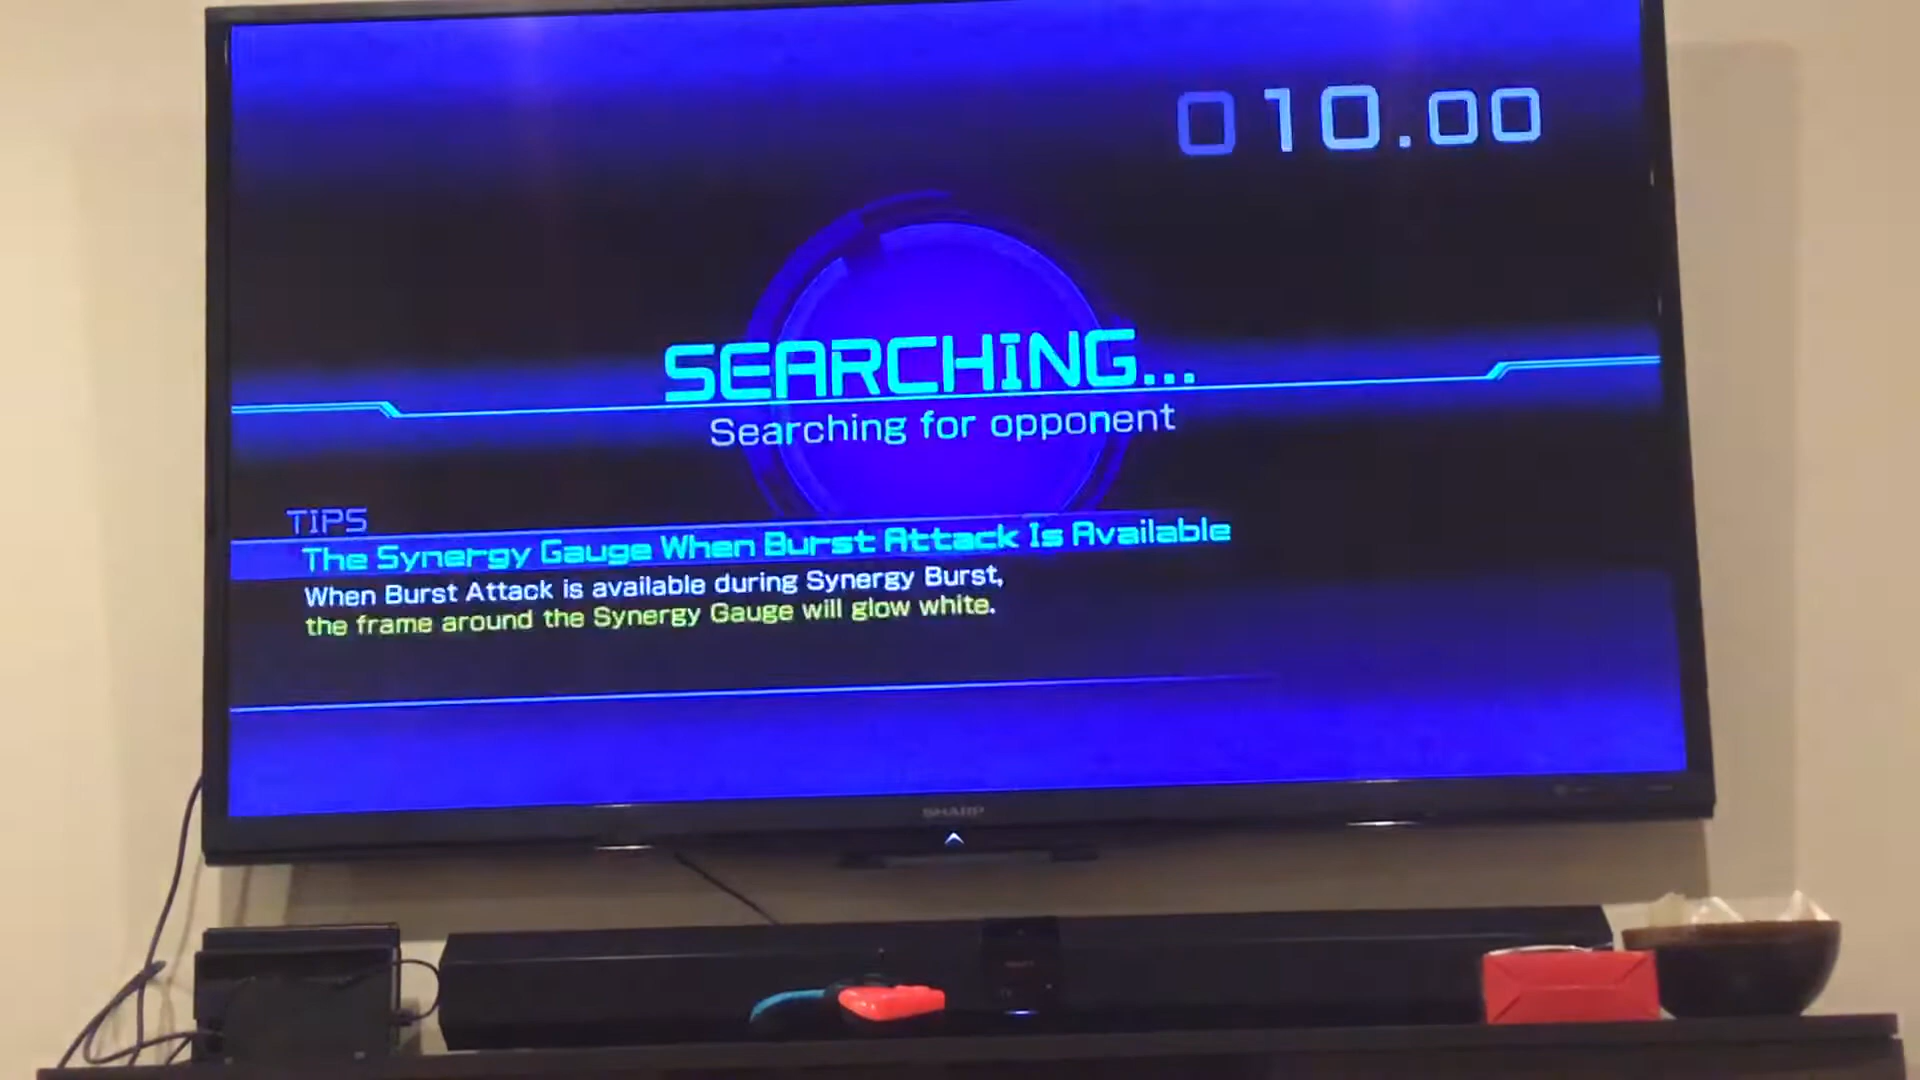 010.00
SEARCHING...
Searching for opponent
TIPS
The Synergy Gauge When Burst Attack Is Available
When Burst Attack is available during Synergy Burst,
the frame around the Synergy Gauge will glow white.
SHARP